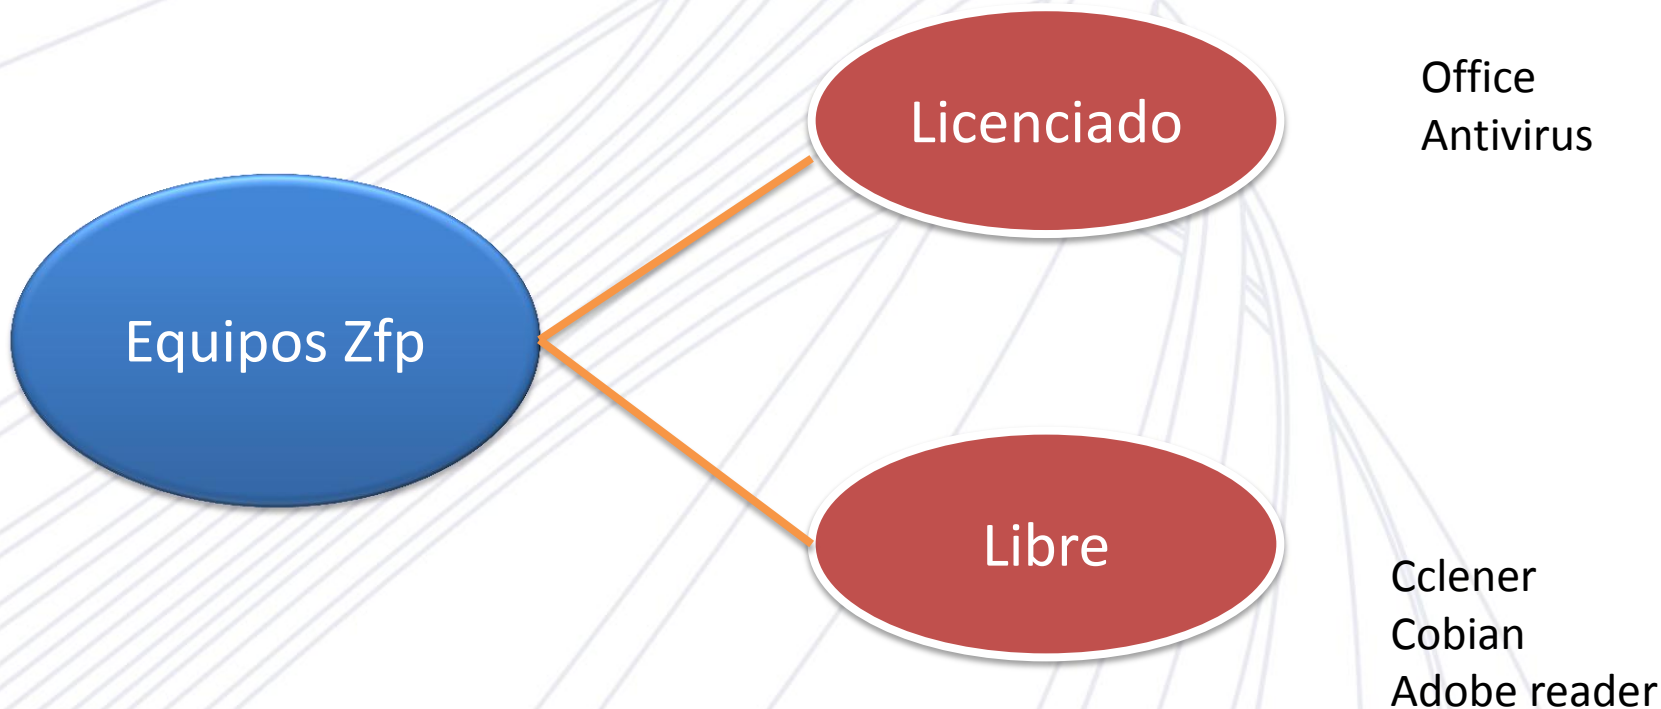 Licenciado
Office
Antivirus
Equipos Zfp
Libre
Cclener
Cobian
Adobe reader